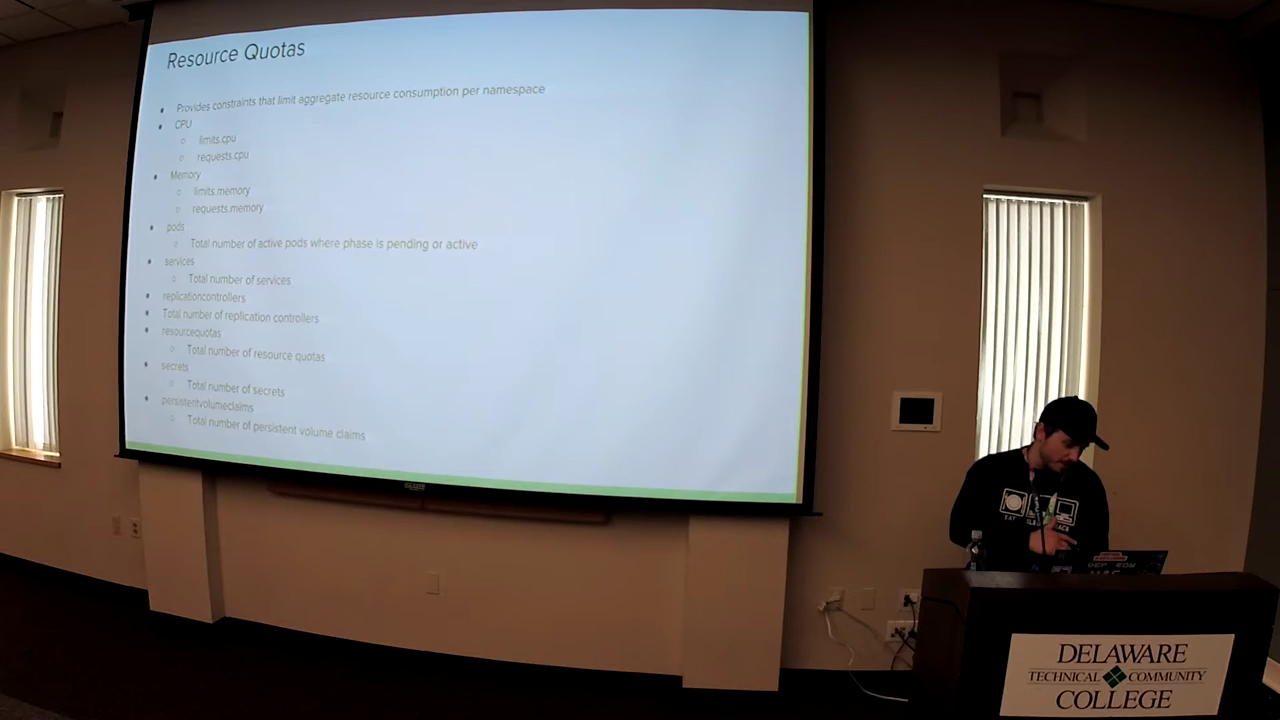 Resource Quotas
Provides constraints that limit aggregate resource consumption per namespace
CPU
limits.cpu
requests.cpu
Memory
limits.memory
requests.memory
pods
Total number of active pods where phase is pending or active
services
Total number of services
replicationcontrollers
Total number of replication controllers
resourcequotas
Total number of resource quotas
secrets
Total number of secrets
persistentvolumeclaims
Total number of persistent volume claims
EAT
DELAWARE
TECHNICAL COMMUNITY
COLLEGE